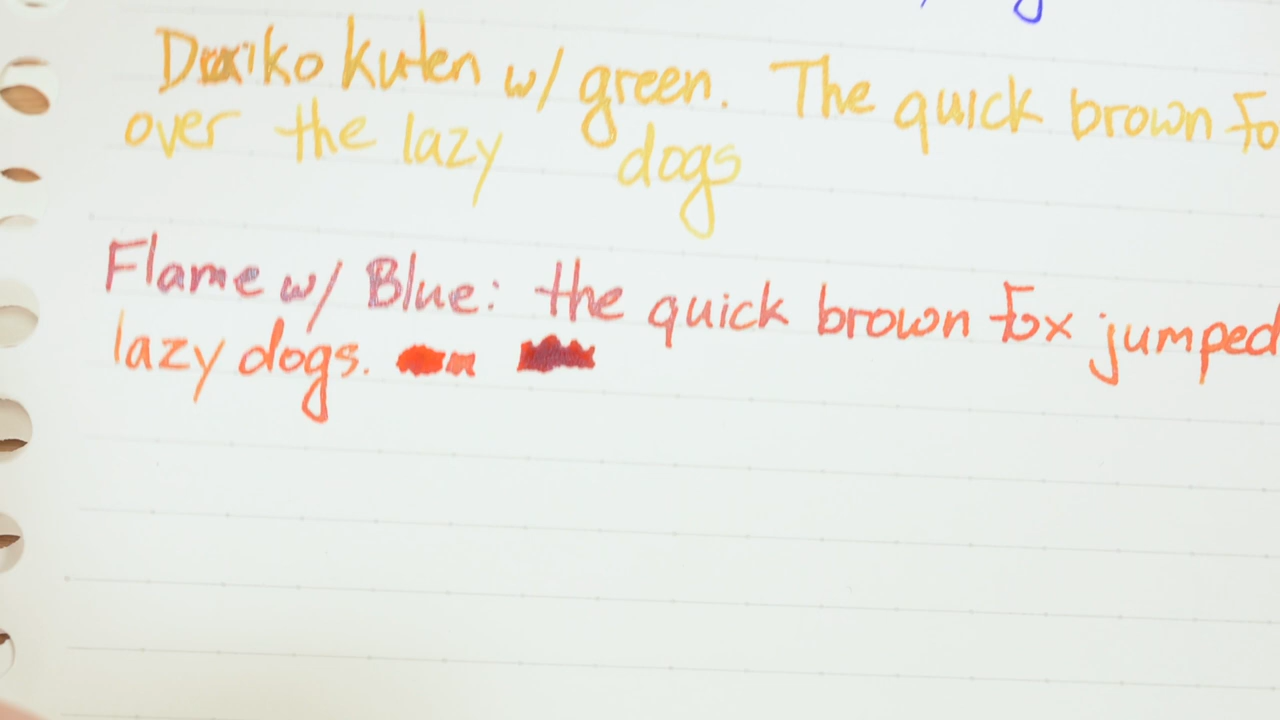 Daiko kuten w/ green. The quick brown fo
over the lazy dogs
Flame w/ Blue: the quick brown fox jumped
lazy dogs.